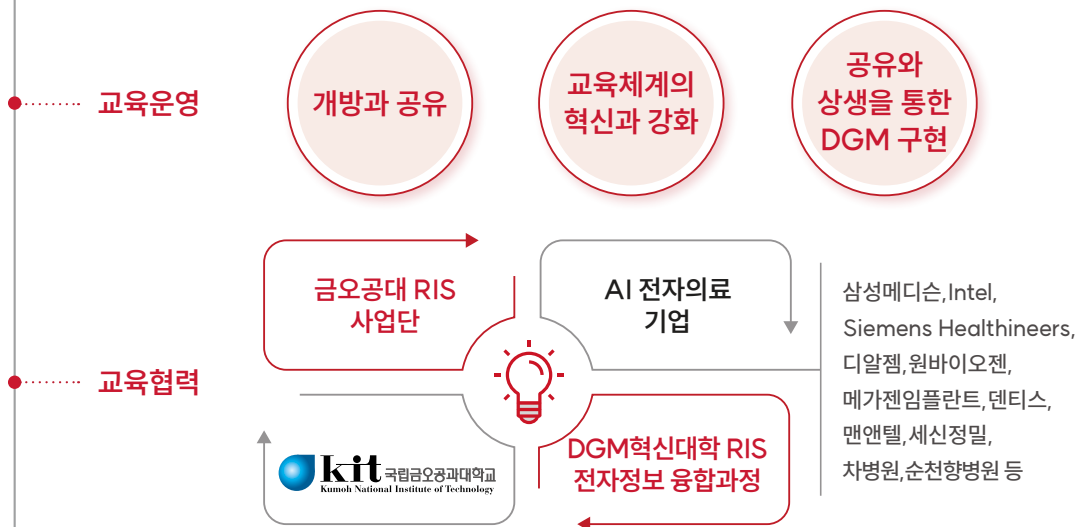 교육운영
개방과 공유
교육체계의
혁신과 강화
공유와
상생을 통한
DGM 구현
교육협력
금오공대 RIS
사업단
AI 전자의료
기업
kit 국립금오공과대학교
Kumoh National Institute of Technology
DGM혁신대학 RIS
전자정보 융합과정
삼성메디슨,Intel,
Siemens Healthineers,
디알젬,원바이오젠,
메가젠임플란트,덴티스,
맨앤텔,세신정밀,
차병원,순천향병원 등